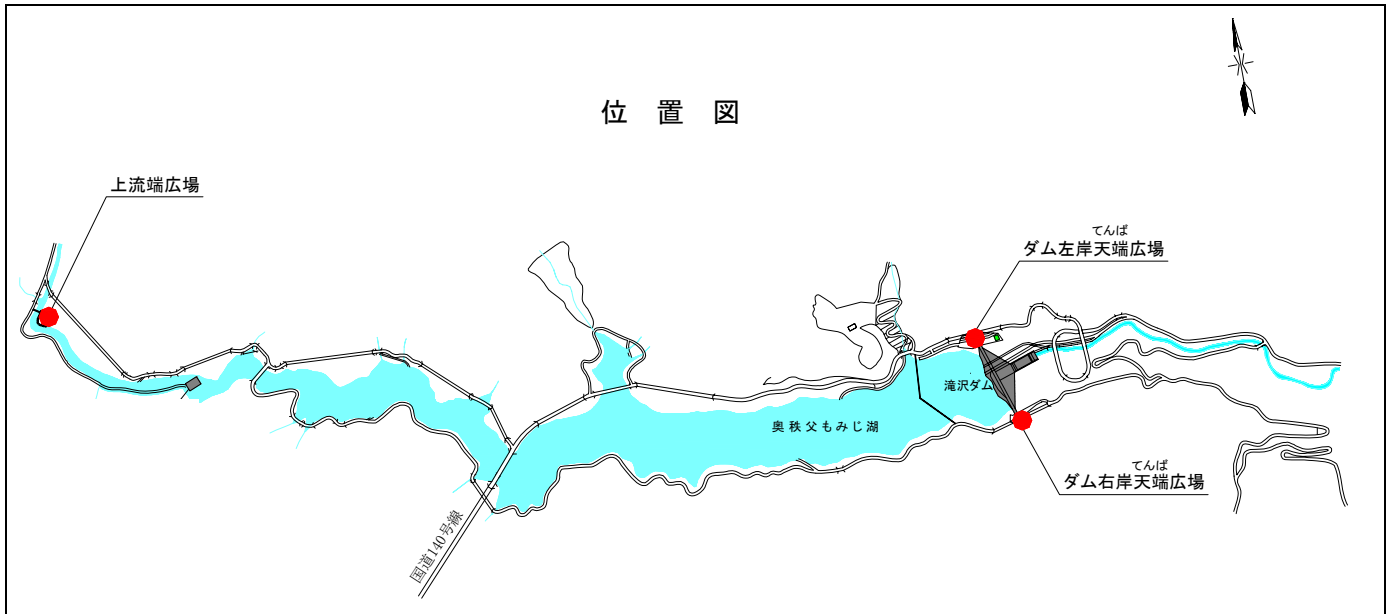 位置図
上流端広場
てんば
ダム左岸天端広場
滝沢ダム
奥秩父もみじ湖
てんば
ダム右岸天端広場
国道140号線